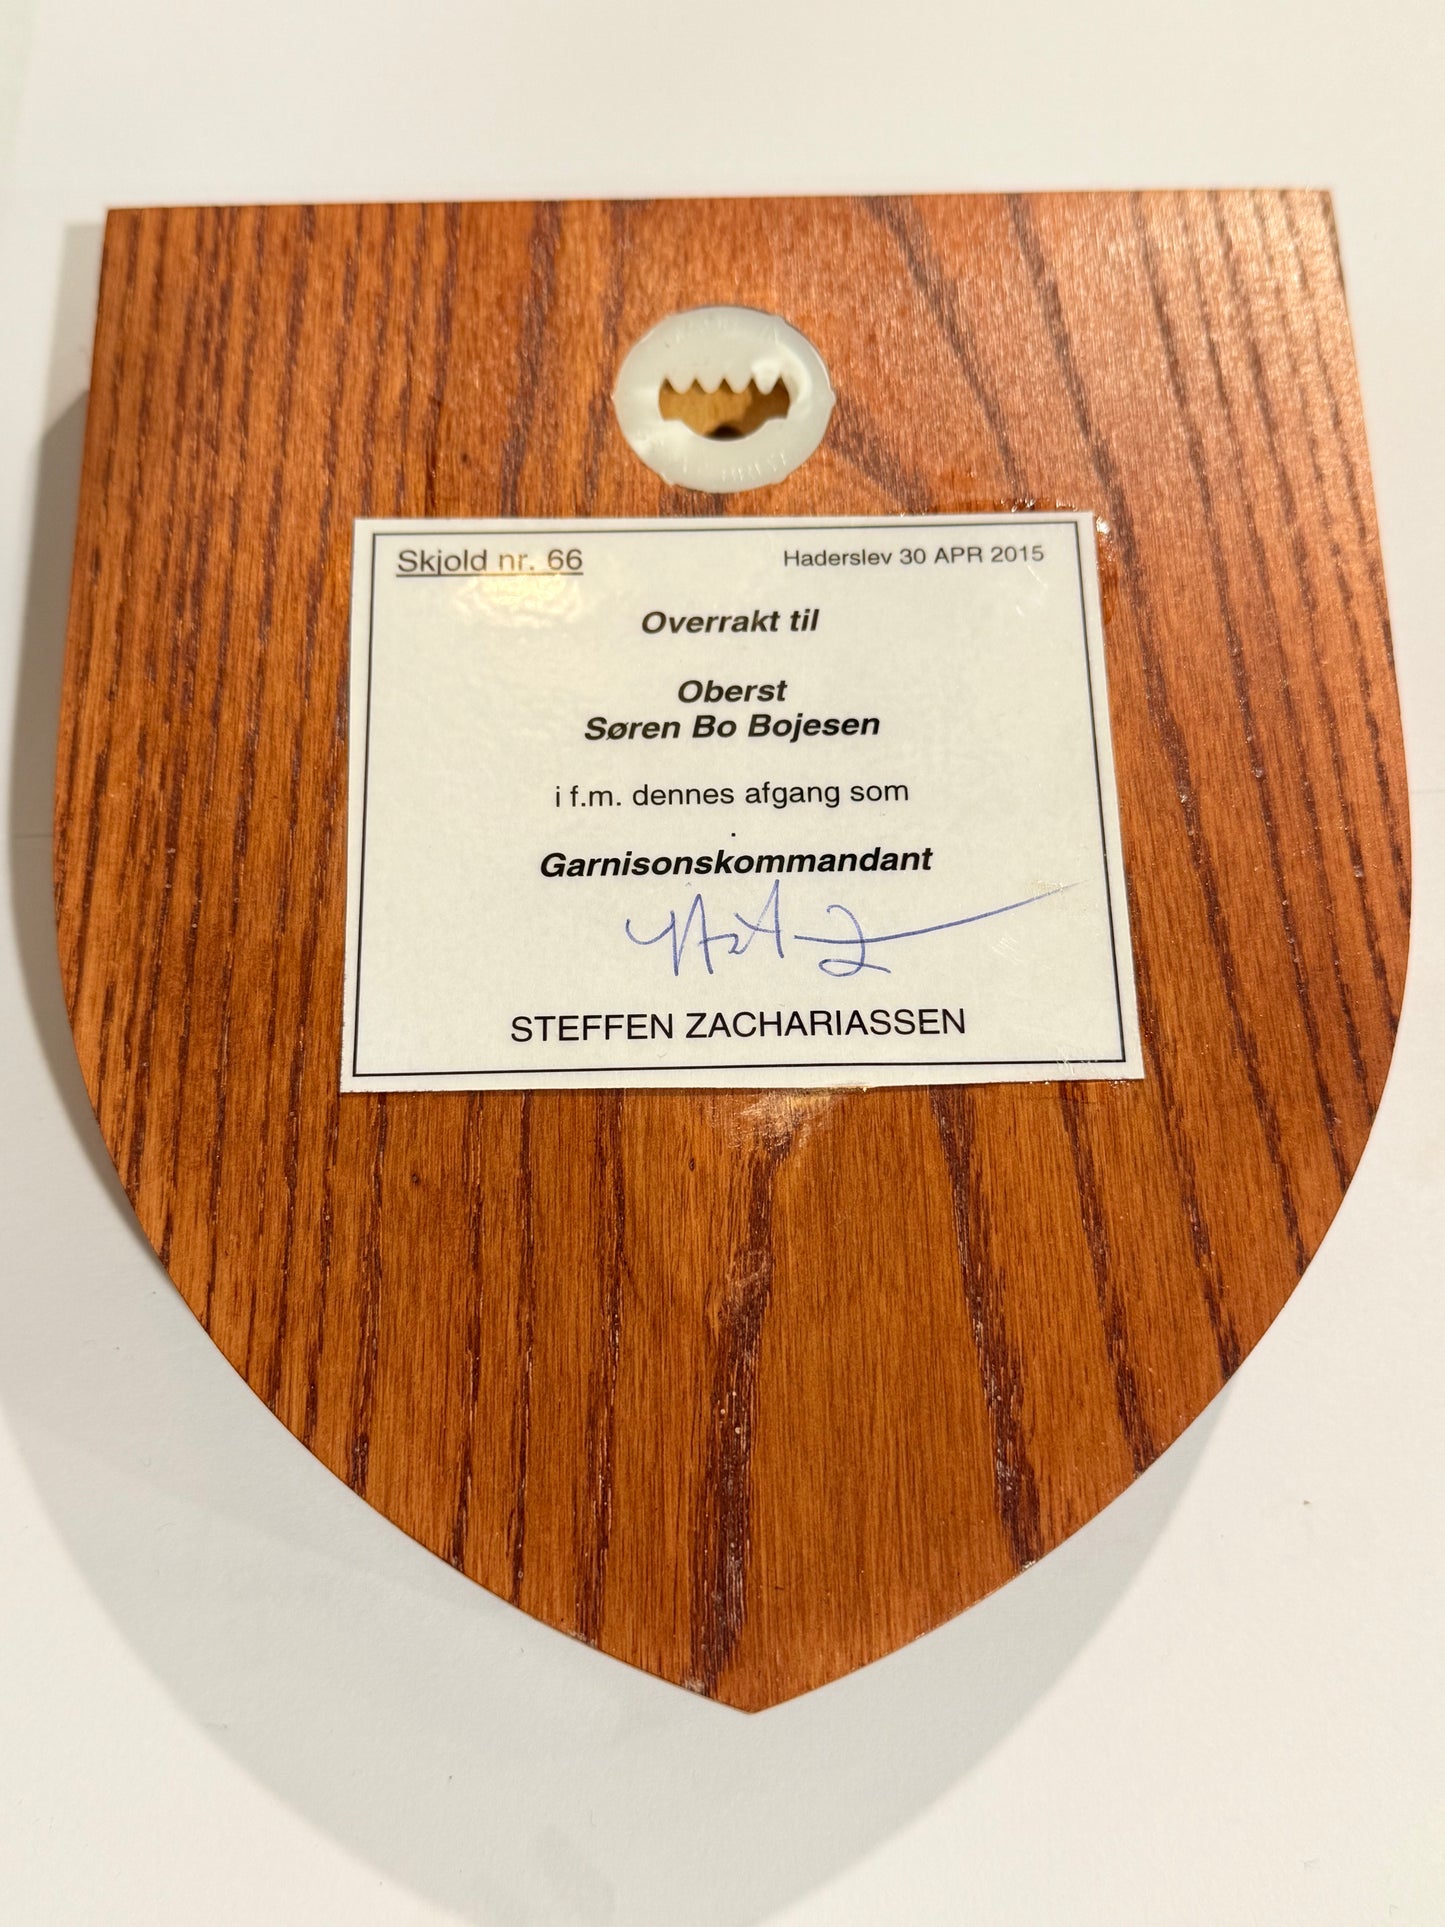 Skjold nr. 66
Haderslev 30 APR 2015
Overrakt til
Oberst
Søren Bo Bojesen
i f.m. dennes afgang som
.
Garnisonskommandant
STEFFEN ZACHARIASSEN